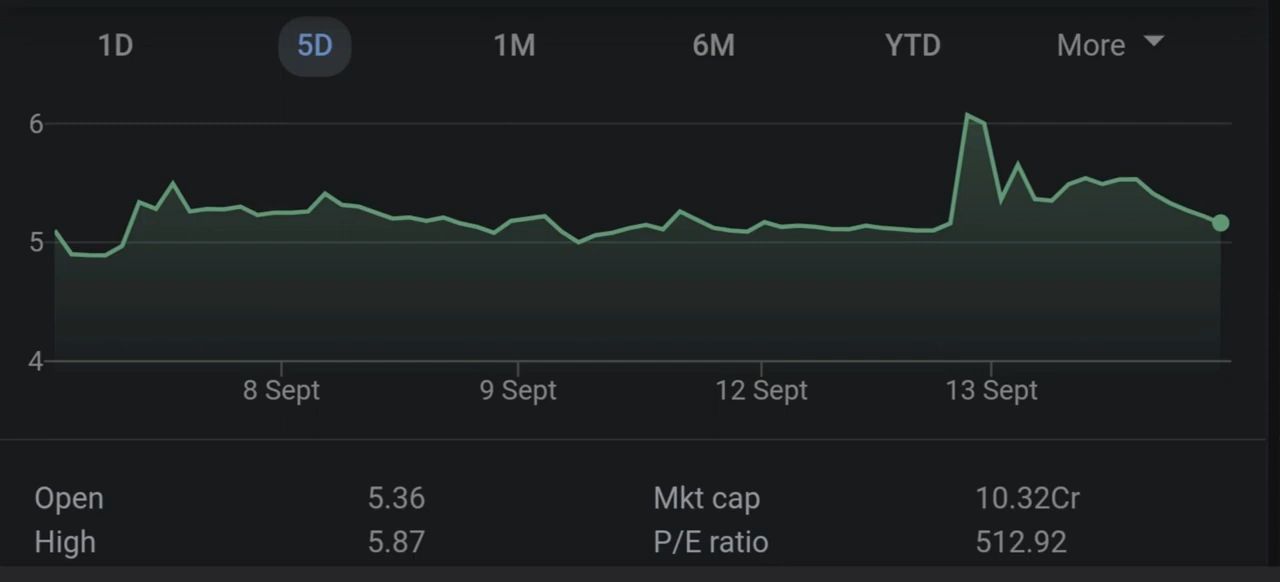 1D 5D 1M 6M YTD More
6
5
4
8 Sept 9 Sept 12 Sept 13 Sept
Open 5.36 Mkt cap 10.32Cr
High 5.87 P/E ratio 512.92